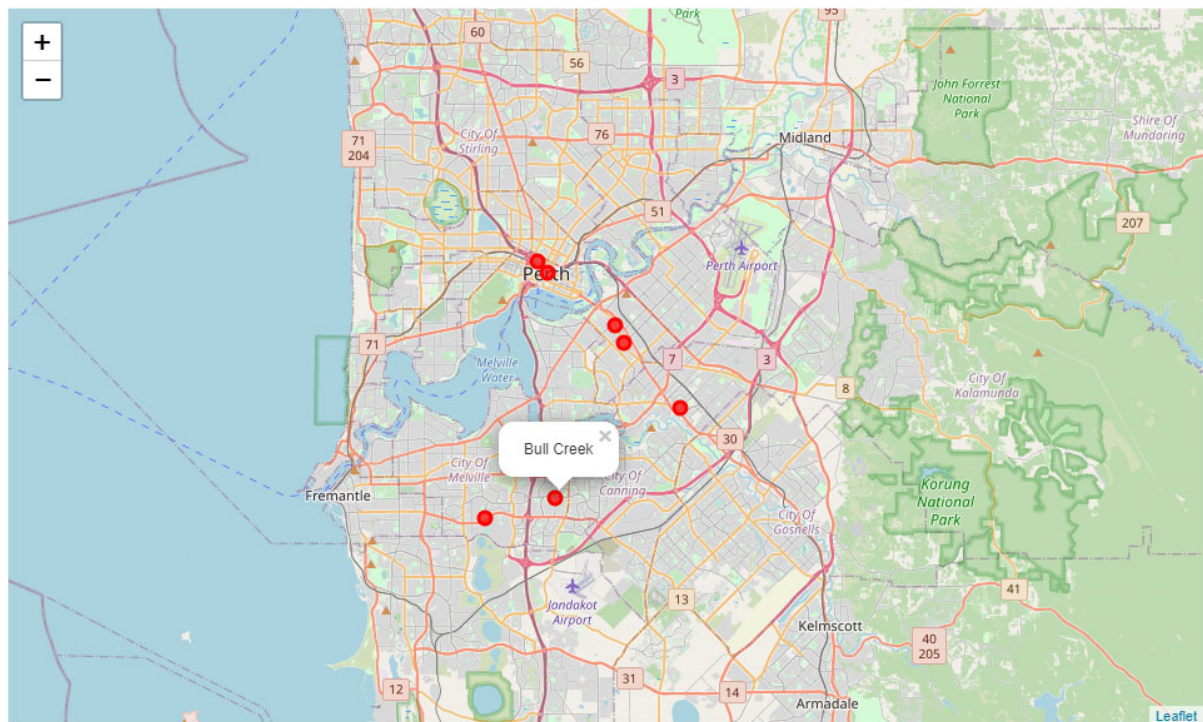 +
−
60
56
Park
95
3
John Forrest
National
Park
Shire Of
Mundaring
City Of
Stirling
76
Midland
71
204
51
207
Perth
Perth Airport
71
Melville
Water
7
3
8
City Of
Kalamunda
Bull Creek
×
30
City Of
Melville
City Of
Canning
Fremantle
Korung
National
Park
City Of
Gosnells
Jandakot
Airport
13
41
Kelmscott
40
205
12
31
14
Armadale
Leaflet